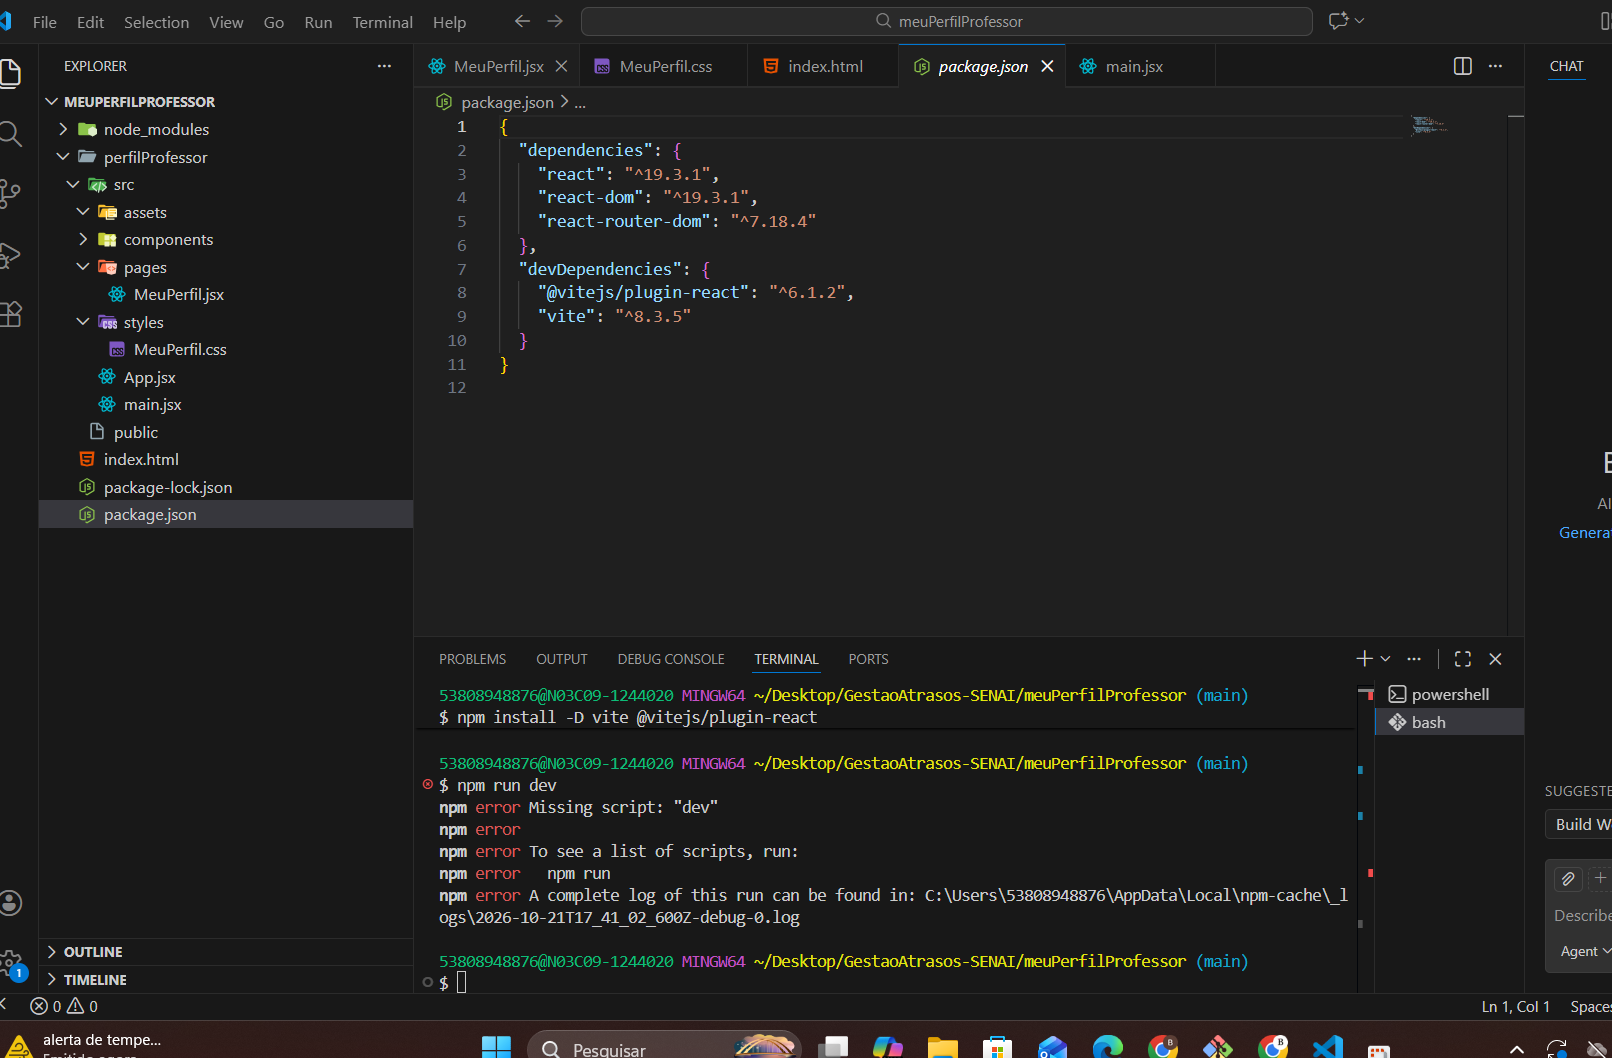 File Edit Selection View Go Run Terminal Help
meuPerfilProfessor
EXPLORER
MEUPERFILPROFESSOR
node_modules
perfilProfessor
src
assets
components
pages
MeuPerfil.jsx
styles
MeuPerfil.css
App.jsx
main.jsx
public
index.html
package-lock.json
package.json
OUTLINE
TIMELINE
MeuPerfil.jsx MeuPerfil.css index.html package.json main.jsx
package.json > ...
1 {
2 "dependencies": {
3 "react": "^19.3.1",
4 "react-dom": "^19.3.1",
5 "react-router-dom": "^7.18.4"
6 },
7 "devDependencies": {
8 "@vitejs/plugin-react": "^6.1.2",
9 "vite": "^8.3.5"
10 }
11 }
12
PROBLEMS OUTPUT DEBUG CONSOLE TERMINAL PORTS
53808948876@N03C09-1244020 MINGW64 ~/Desktop/GestaoAtrasos-SENAI/meuPerfilProfessor (main)
$ npm install -D vite @vitejs/plugin-react
53808948876@N03C09-1244020 MINGW64 ~/Desktop/GestaoAtrasos-SENAI/meuPerfilProfessor (main)
$ npm run dev
npm error Missing script: "dev"
npm error
npm error To see a list of scripts, run:
npm error npm run
npm error A complete log of this run can be found in: C:\Users\53808948876\AppData\Local\npm-cache\_l
ogs\2026-10-21T17_41_02_600Z-debug-0.log
53808948876@N03C09-1244020 MINGW64 ~/Desktop/GestaoAtrasos-SENAI/meuPerfilProfessor (main)
$
powershell
bash
CHAT
AI
Generat
SUGGESTE
Build W
Describe
Agent
1
0 0
Ln 1, Col 1 Spaces
alerta de tempe...
Pesquisar